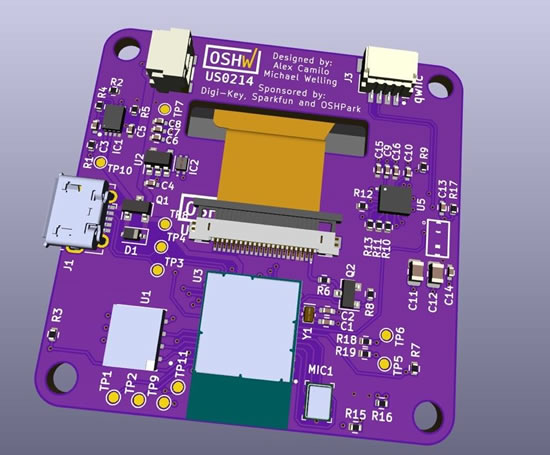 OSHW
US0214
Designed by:
Alex Camilo
Michael Welling
Sponsored by:
Digi-Key, Sparkfun and OSHPark
J3
qwiic
R2
R4
R5
TP7
C8
C7
C6
C3
IC1
C5
R1
TP10
U2
IC2
C4
Q1
D1
J1
TP4
TP3
C15
C9
C16
C10
R9
R12
U5
C13
R17
R13
R11
R10
C11
C12
C14
U3
R6
Q2
R8
C2
C1
Y1
R18
R19
TP6
TP5
R7
MIC1
R15
R16
U1
R3
TP1
TP2
TP9
TP11